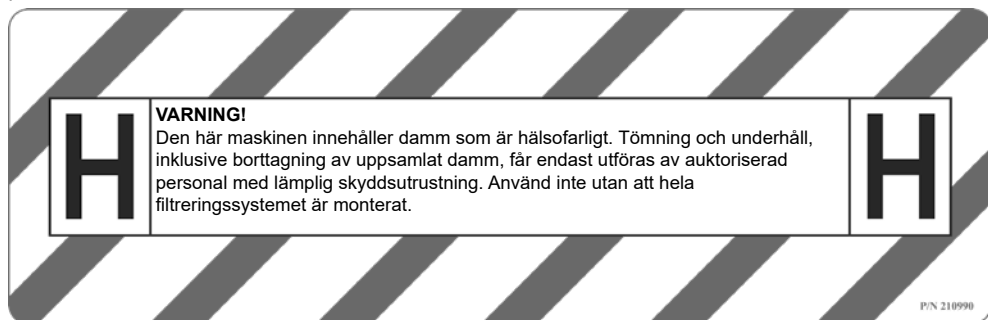 H
VARNING!
Den här maskinen innehåller damm som är hälsofarligt. Tömning och underhåll,
inklusive borttagning av uppsamlat damm, får endast utföras av auktoriserad
personal med lämplig skyddsutrustning. Använd inte utan att hela
filtreringssystemet är monterat.
H
P/N 210990